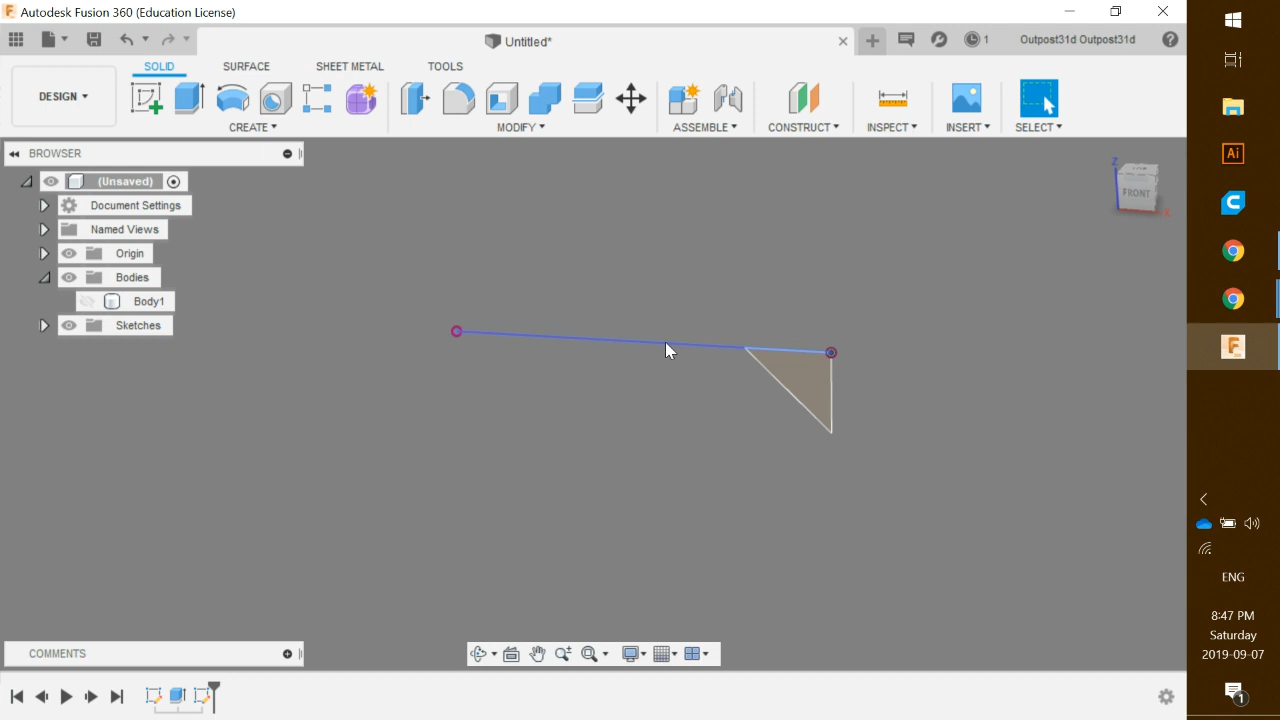 Autodesk Fusion 360 (Education License)
Untitled*
1
Outpost31d Outpost31d
DESIGN
SOLID
SURFACE
SHEET METAL
TOOLS
CREATE
MODIFY
ASSEMBLE
CONSTRUCT
INSPECT
INSERT
SELECT
BROWSER
(Unsaved)
Document Settings
Named Views
Origin
Bodies
Body1
Sketches
Z
FRONT
X
COMMENTS
Ai
ENG
8:47 PM
Saturday
2019-09-07
1